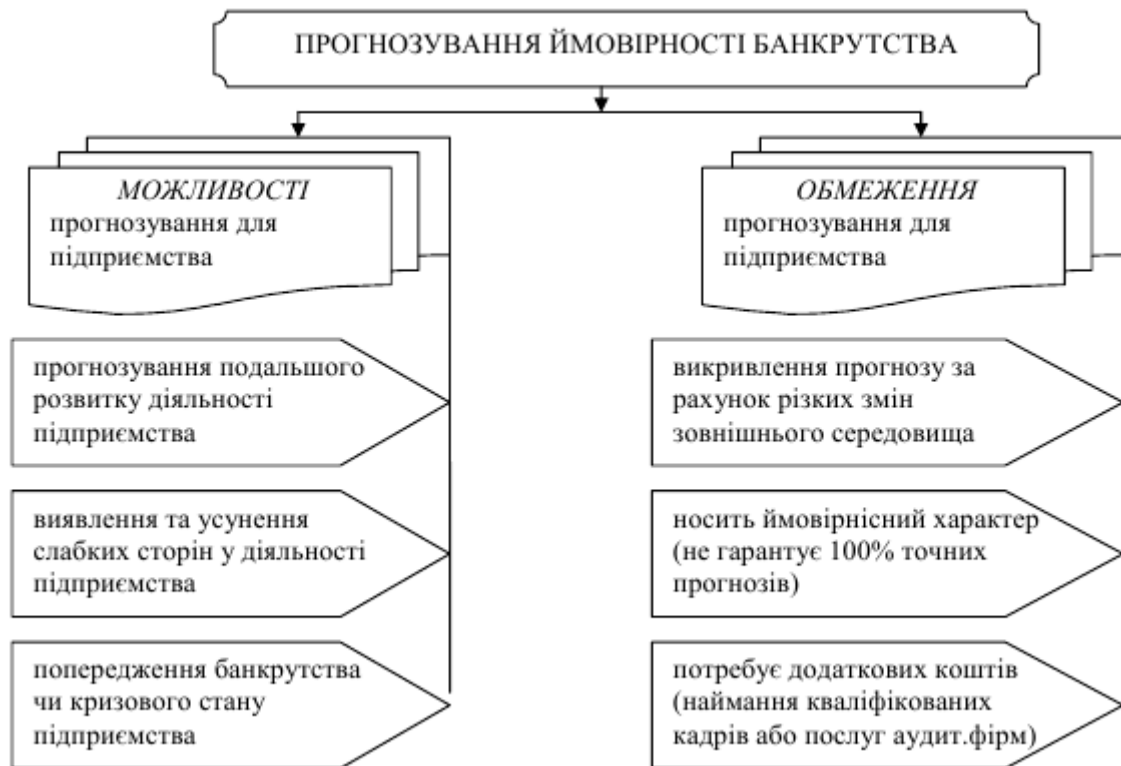 ПРОГНОЗУВАННЯ ЙМОВІРНОСТІ БАНКРУТСТВА
МОЖЛИВОСТІ
прогнозування для
підприємства
прогнозування подальшого
розвитку діяльності
підприємства
виявлення та усунення
слабких сторін у діяльності
підприємства
попередження банкрутства
чи кризового стану
підприємства
ОБМЕЖЕННЯ
прогнозування для
підприємства
викривлення прогнозу за
рахунок різких змін
зовнішнього середовища
носить ймовірнісний характер
(не гарантує 100% точних
прогнозів)
потребує додаткових коштів
(наймання кваліфікованих
кадрів або послуг аудит.фірм)